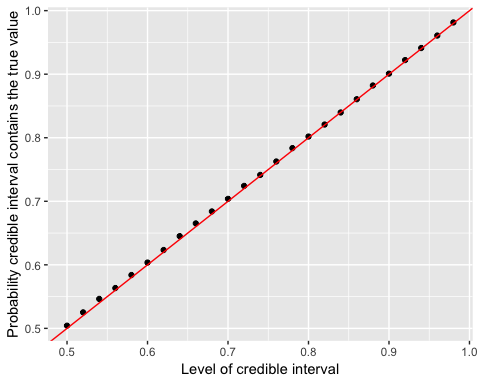 Probability credible interval contains the true value
1.0
0.9
0.8
0.7
0.6
0.5
0.5 0.6 0.7 0.8 0.9 1.0
Level of credible interval